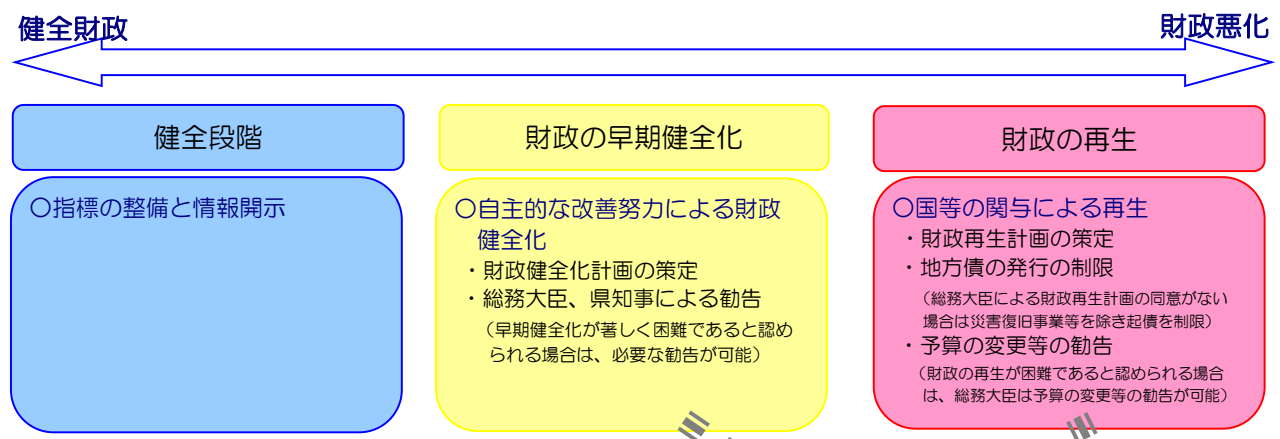 健全財政
財政悪化
健全段階
〇指標の整備と情報開示
財政の早期健全化
〇自主的な改善努力による財政
健全化
・財政健全化計画の策定
・総務大臣、県知事による勧告
（早期健全化が著しく困難であると認め
られる場合は、必要な勧告が可能）
財政の再生
〇国等の関与による再生
・財政再生計画の策定
・地方債の発行の制限
（総務大臣による財政再生計画の同意がない
場合は災害復旧事業等を除き起債を制限）
・予算の変更等の勧告
（財政の再生が困難であると認められる場合
は、総務大臣は予算の変更等の勧告が可能）